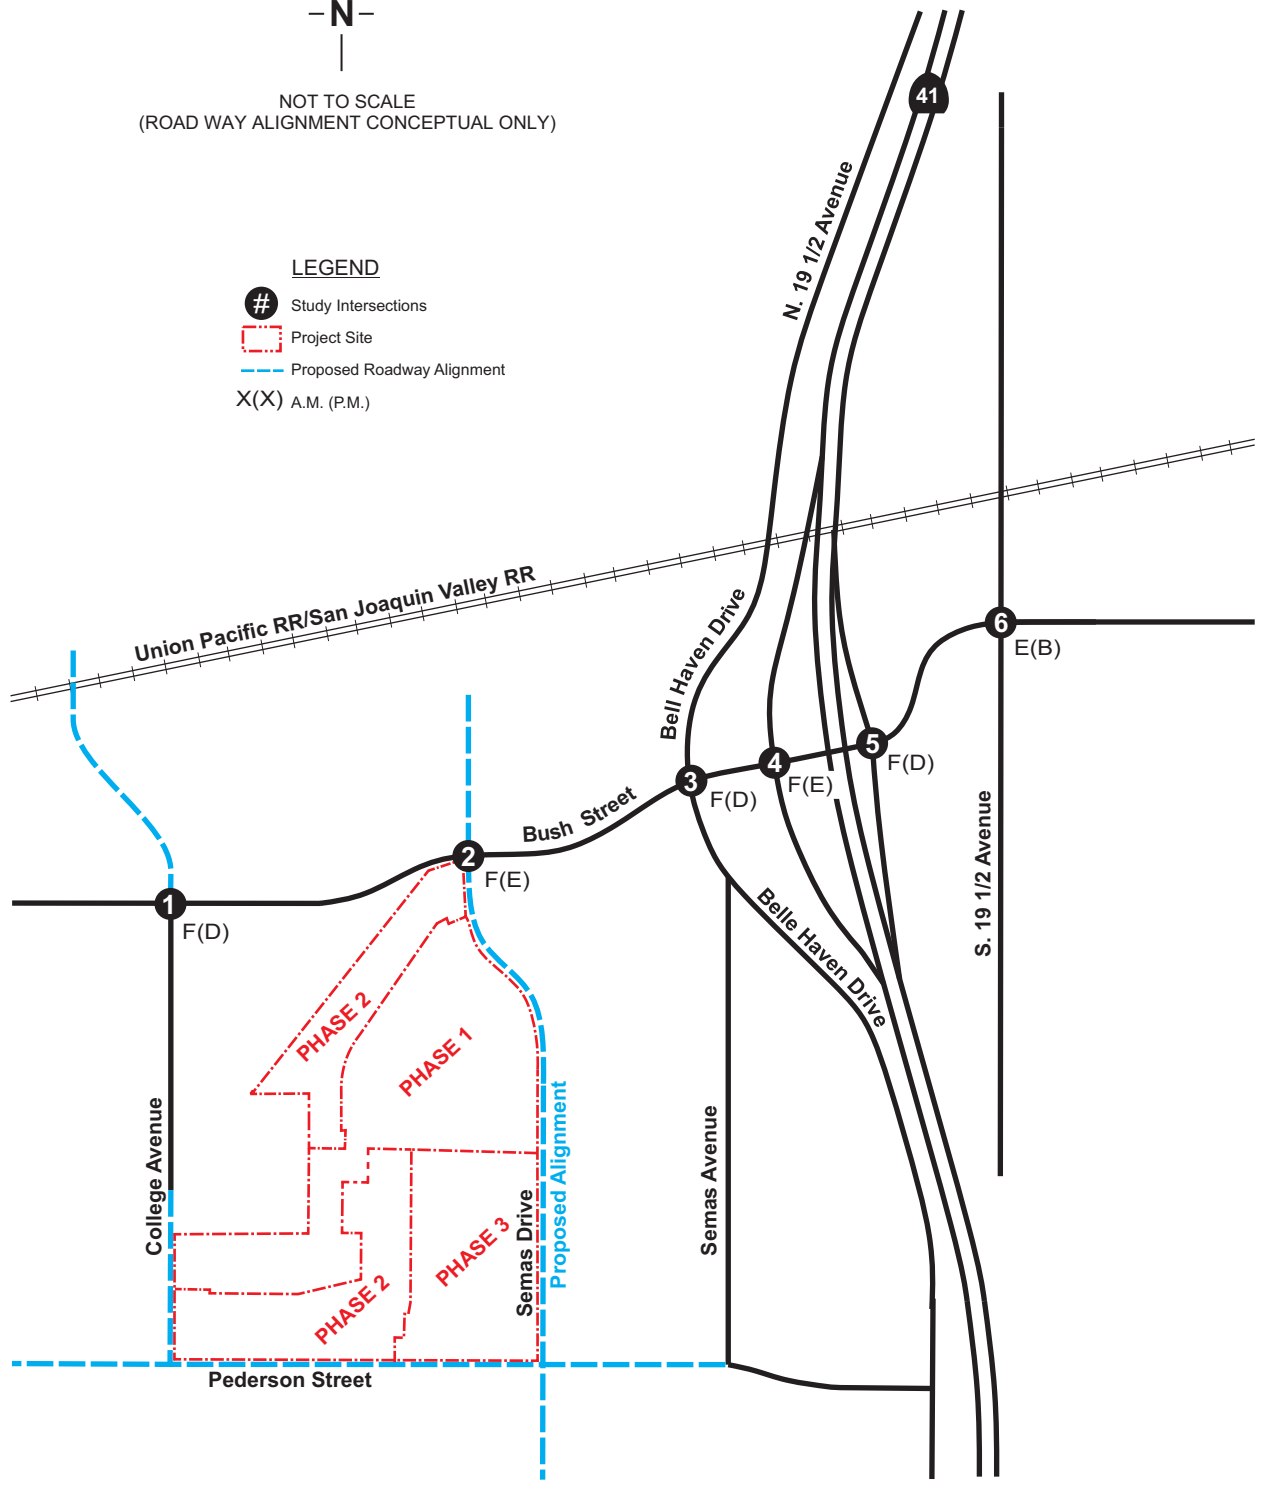 N
NOT TO SCALE
(ROAD WAY ALIGNMENT CONCEPTUAL ONLY)
41
N. 19 1/2 Avenue
LEGEND
# Study Intersections
Project Site
Proposed Roadway Alignment
X(X) A.M. (P.M.)
Union Pacific RR/San Joaquin Valley RR
Bell Haven Drive
6
E(B)
5
F(D)
4
F(E)
3
F(D)
Bush Street
2
F(E)
1
F(D)
S. 19 1/2 Avenue
Belle Haven Drive
PHASE 2
PHASE 1
College Avenue
Semas Drive
Proposed Alignment
Semas Avenue
PHASE 3
PHASE 2
Pederson Street